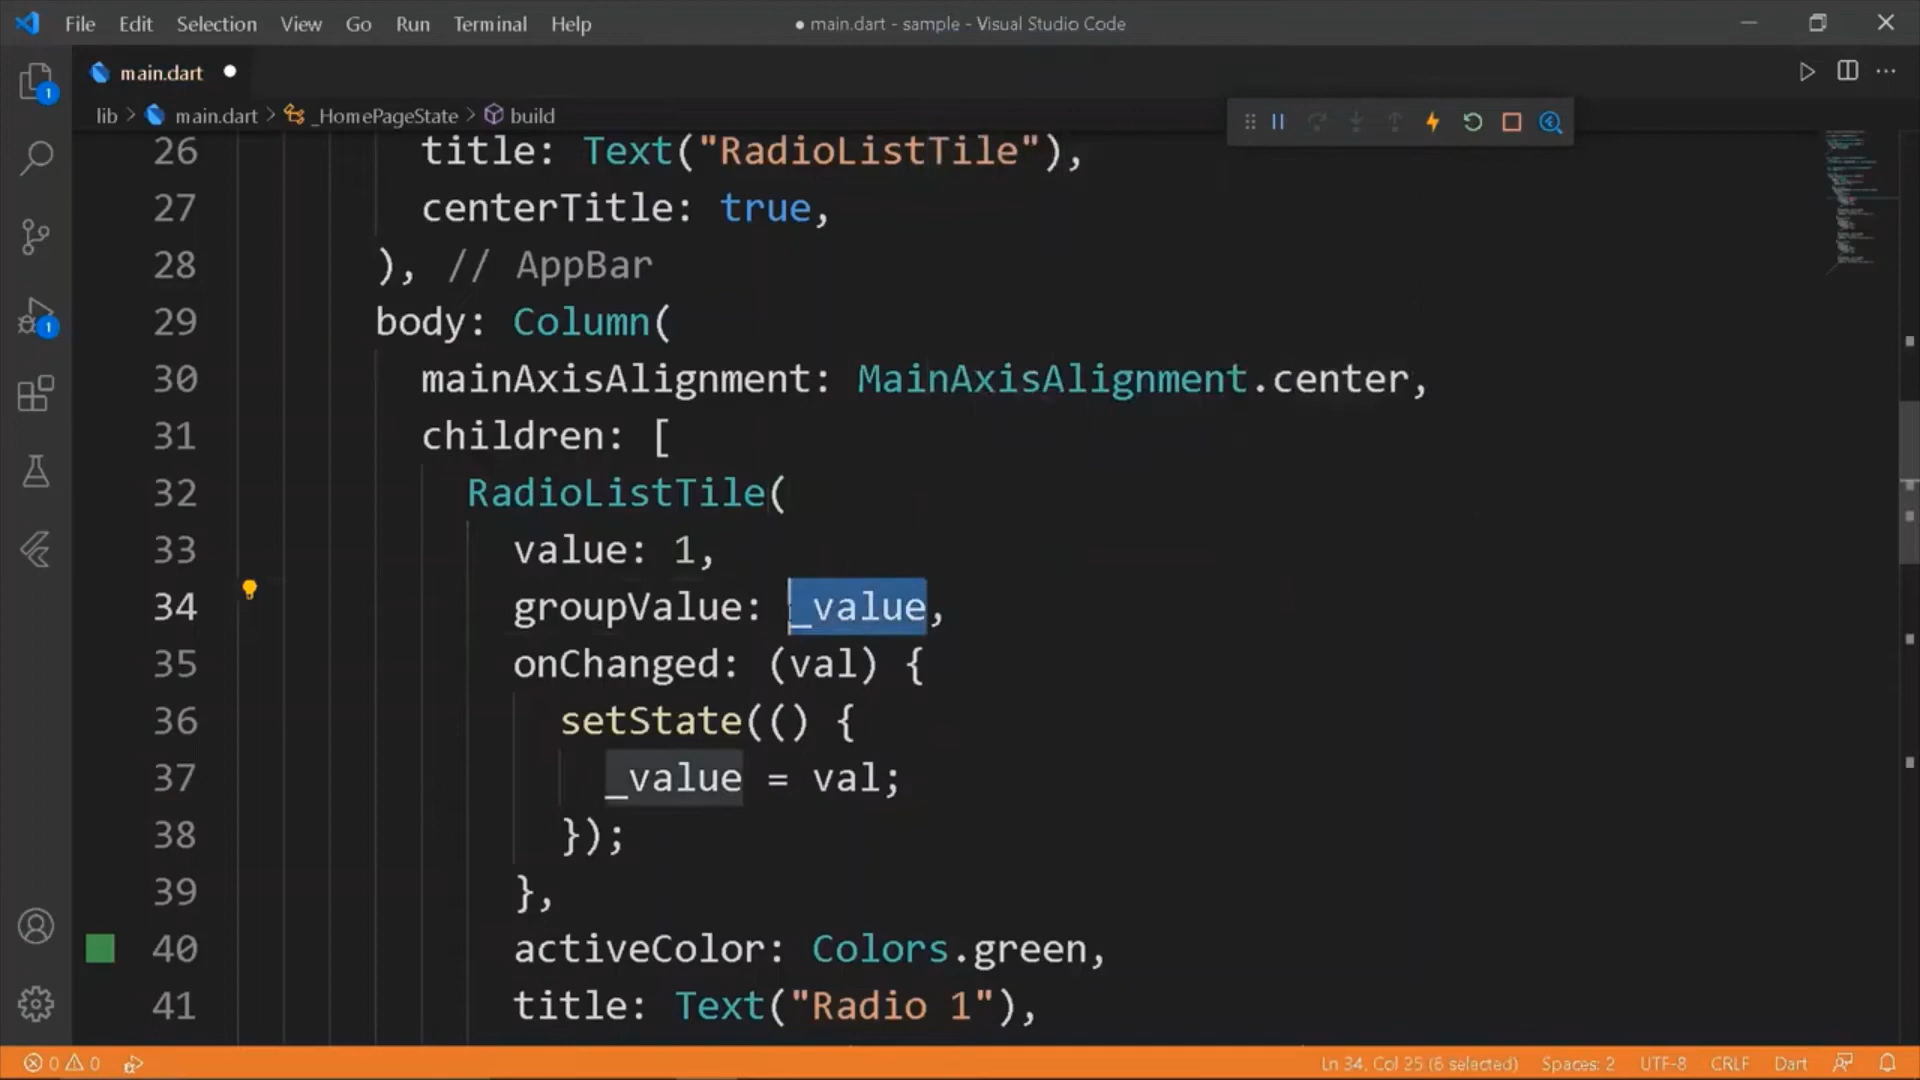 File Edit Selection View Go Run Terminal Help ● main.dart - sample - Visual Studio Code
main.dart
lib > main.dart > _HomePageState > build
26 title: Text("RadioListTile"),
27 centerTitle: true,
28 ), // AppBar
29 body: Column(
30 mainAxisAlignment: MainAxisAlignment.center,
31 children: [
32 RadioListTile(
33 value: 1,
34 groupValue: _value,
35 onChanged: (val) {
36 setState(() {
37 _value = val;
38 });
39 },
40 activeColor: Colors.green,
41 title: Text("Radio 1"),
1
1
0 0 Ln 34, Col 25 (6 selected) Spaces: 2 UTF-8 CRLF Dart